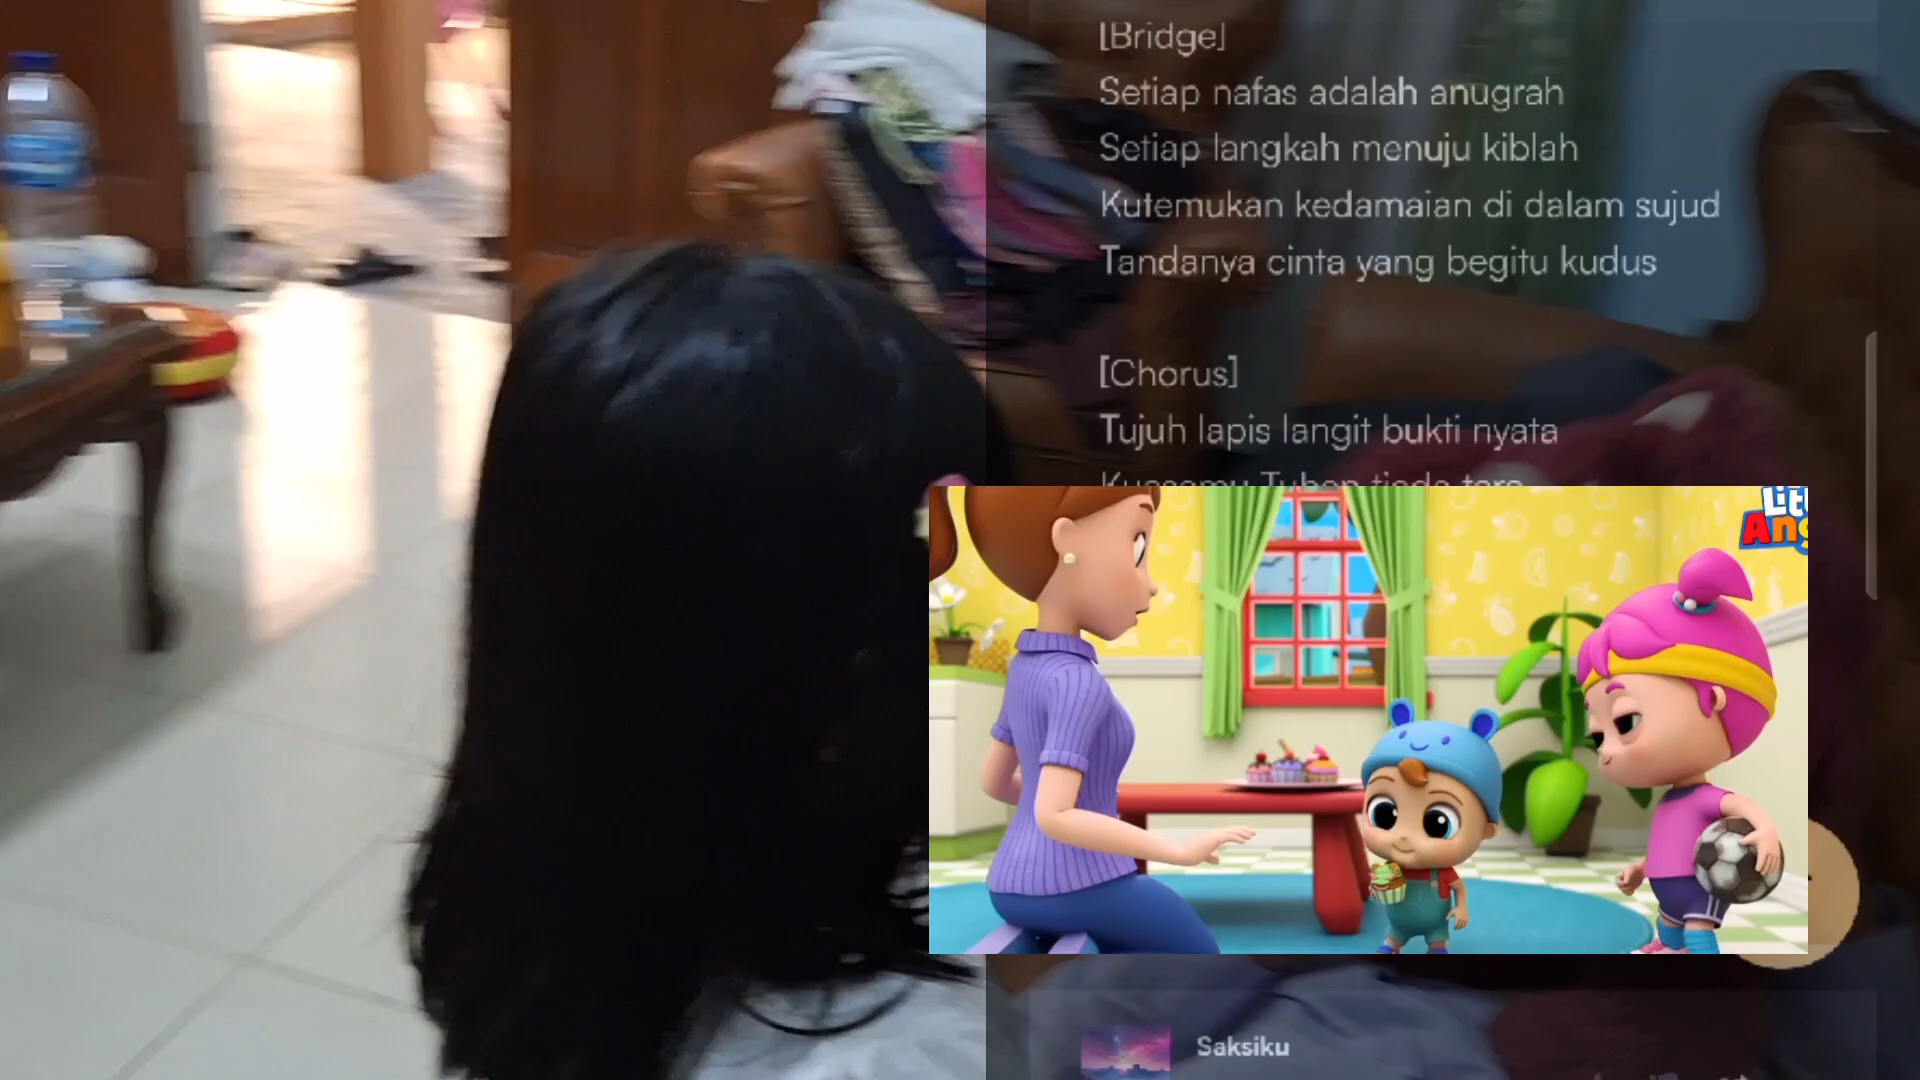 [Bridge]
Setiap nafas adalah anugrah
Setiap langkah menuju kiblah
Kutemukan kedamaian di dalam sujud
Tandanya cinta yang begitu kudus
[Chorus]
Tujuh lapis langit bukti nyata
Saksiku